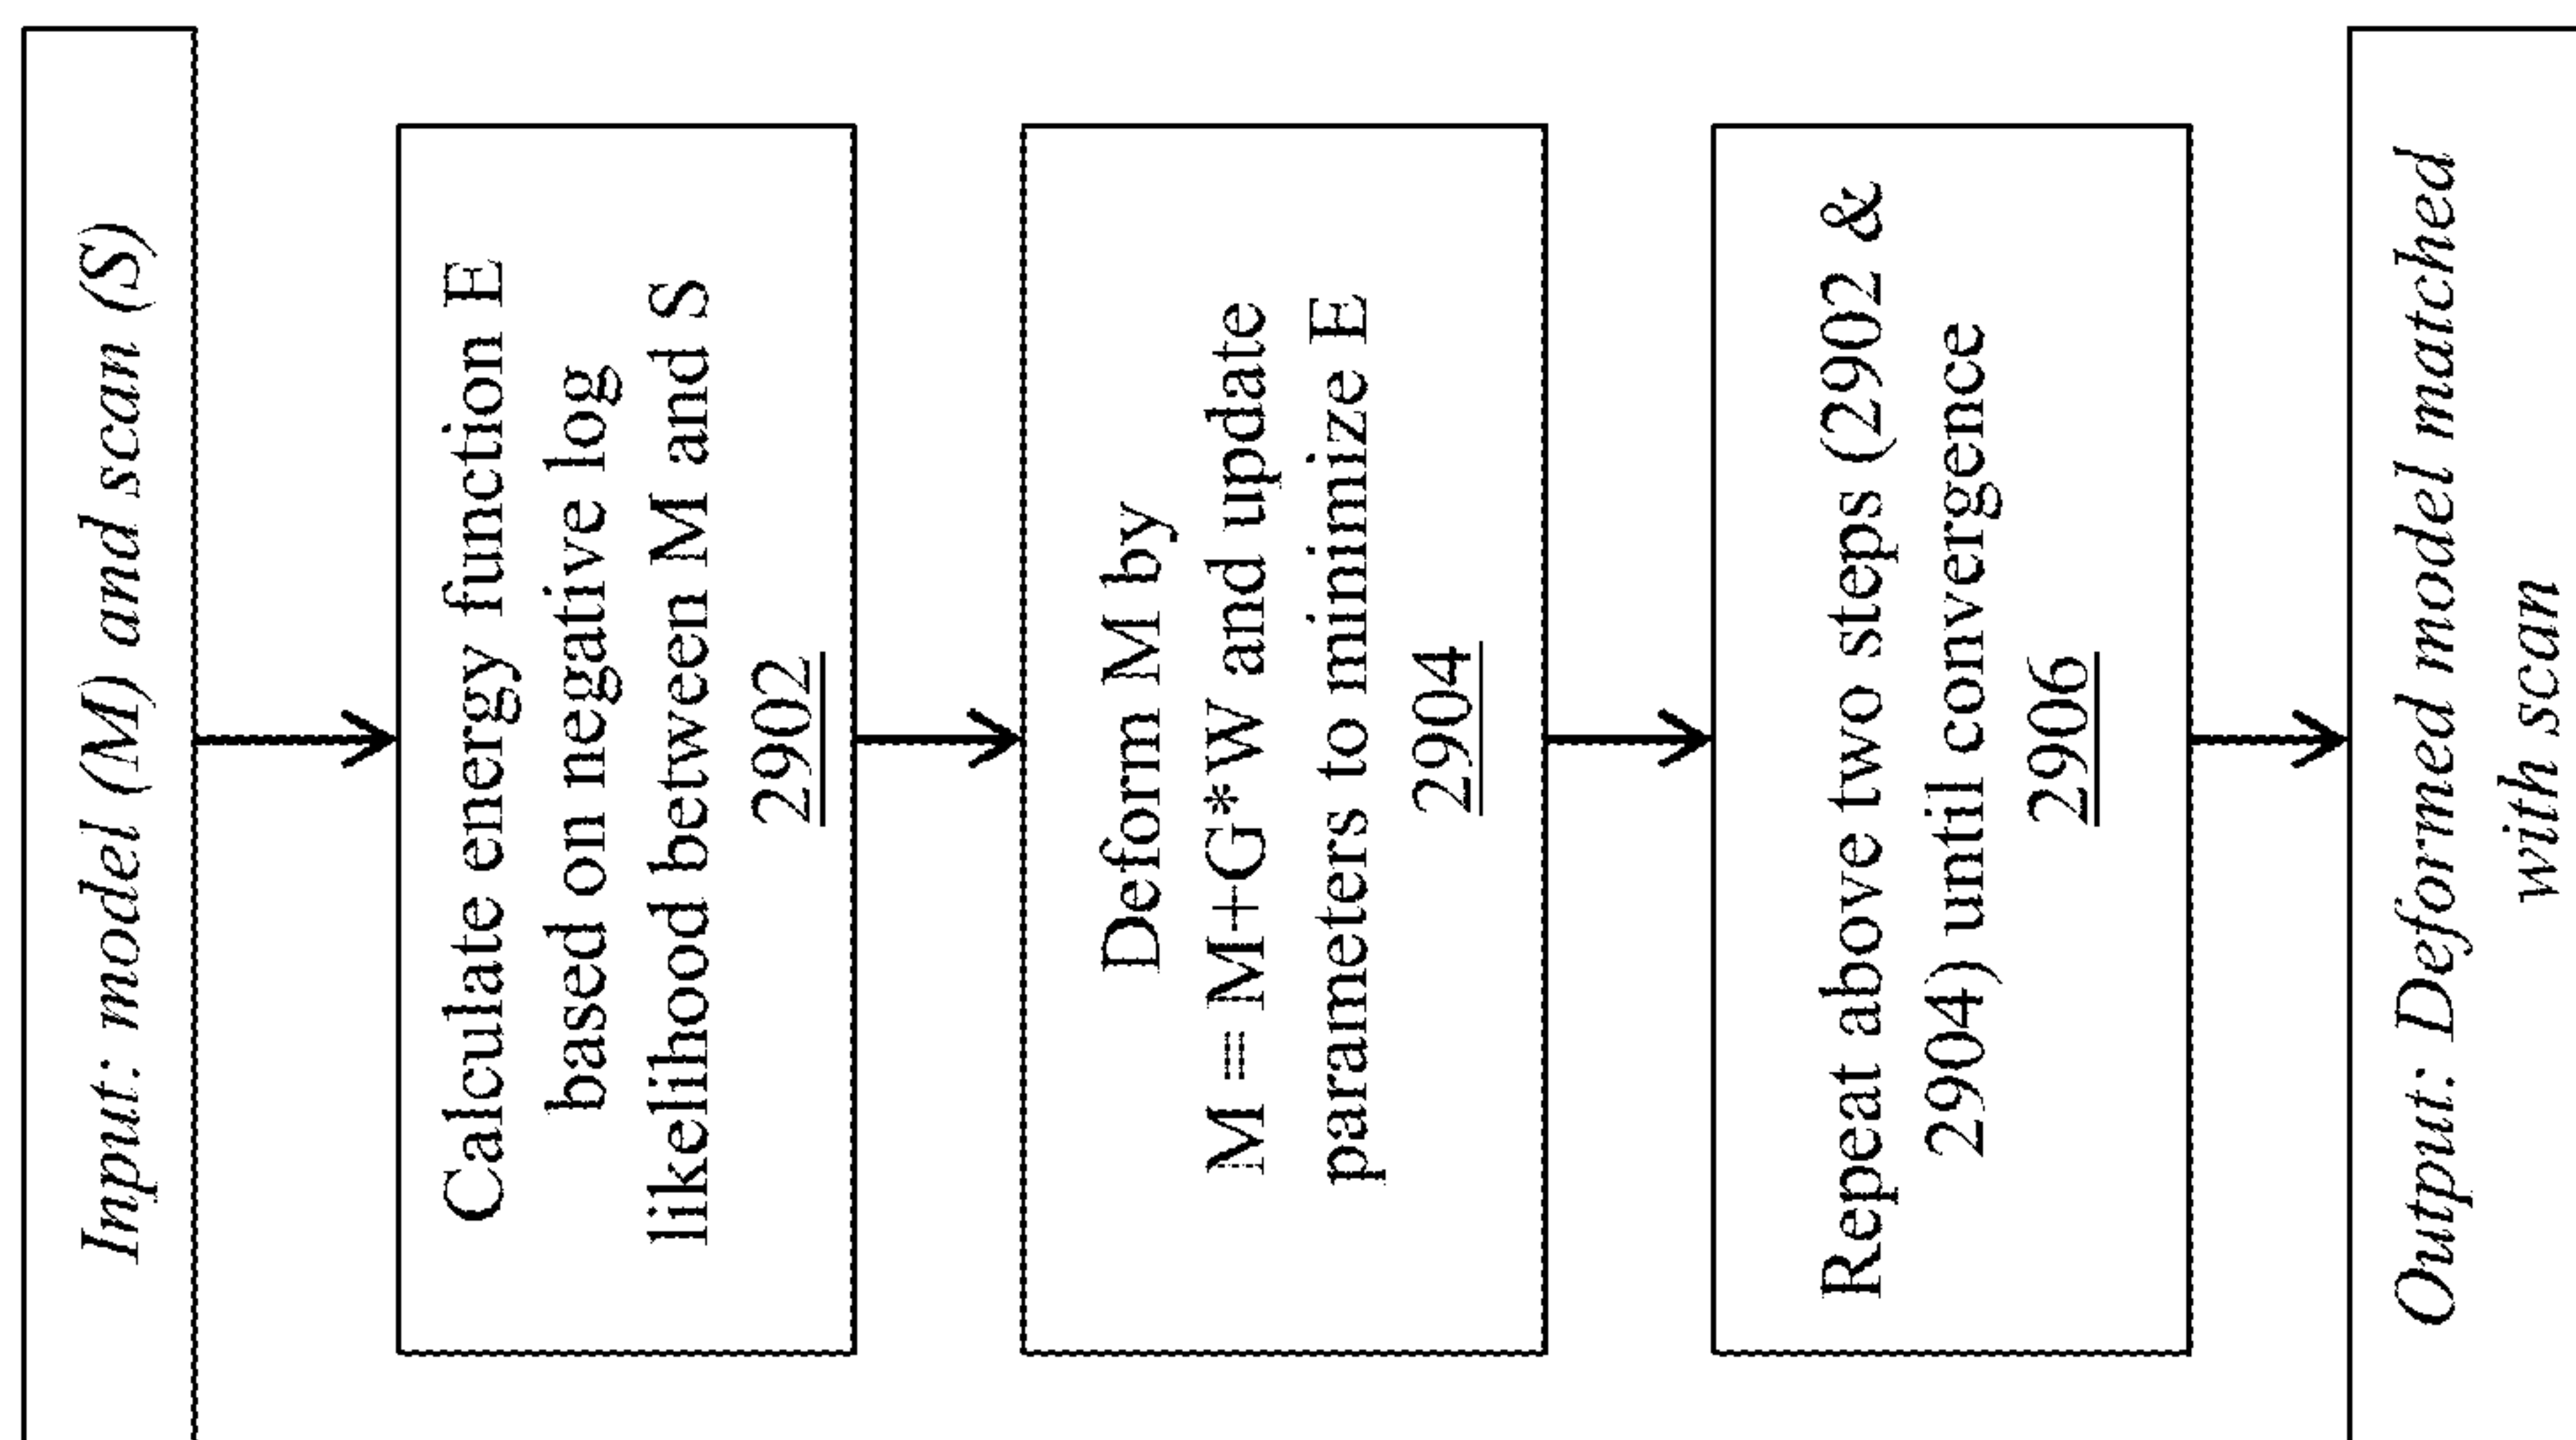 Input: model (M) and scan (S)
Calculate energy function E
based on negative log
likelihood between M and S
2902
Deform M by
M = M+G*W and update
parameters to minimize E
2904
Repeat above two steps (2902 &
2904) until convergence
2906
Output: Deformed model matched
with scan